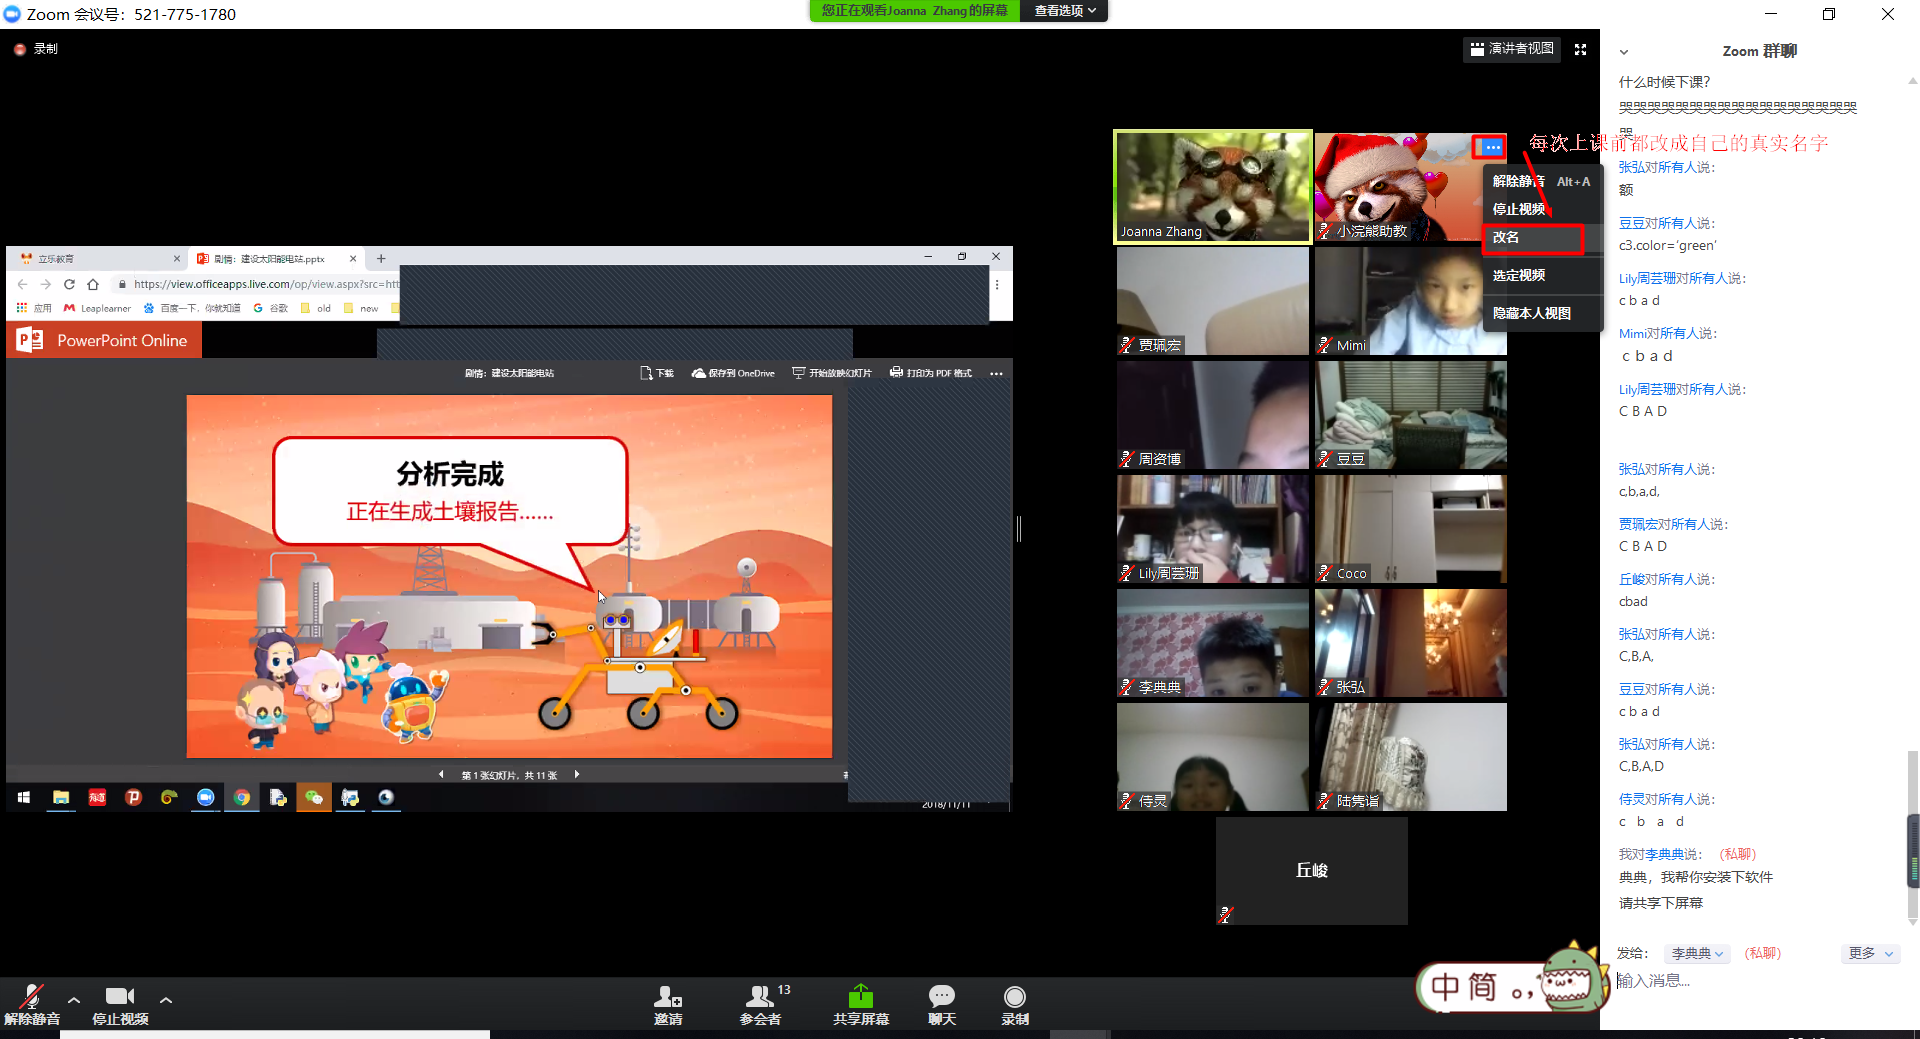 Zoom 会议号：521-775-1780
您正在观看Joanna Zhang的屏幕
查看选项
录制
演讲者视图
Zoom 群聊
什么时候下课?
哭哭哭哭哭哭哭哭哭哭哭哭哭哭哭哭哭
哭
每次上课前都改成自己的真实名字
张弘对所有人说：
额
豆豆对所有人说：
c3.color=‘green’
Lily周芸珊对所有人说：
c b a d
Mimi对所有人说：
c b a d
Lily周芸珊对所有人说：
C B A D
张弘对所有人说：
c,b,a,d,
贾珮宏对所有人说：
C B A D
丘峻对所有人说：
cbad
张弘对所有人说：
C,B,A,
豆豆对所有人说：
c b a d
张弘对所有人说：
C,B,A,D
侍灵对所有人说：
c b a d
我对李典典说：（私聊）
典典，我帮你安装下软件
请共享下屏幕
发给：
李典典
（私聊）
更多
输入消息...
解除静音 Alt+A
停止视频
改名
选定视频
隐藏本人视图
Joanna Zhang
小浣熊助教
贾珮宏
Mimi
周资博
豆豆
Lily周芸珊
Coco
李典典
张弘
侍灵
陆隽谐
丘峻
立乐教育
剧情：建设太阳能电站.pptx
https://view.officeapps.live.com/op/view.aspx?src=htt
应用
Leaplearner
百度一下，你就知道
谷歌
old
new
PowerPoint Online
剧情：建设太阳能电站
下载
保存到 OneDrive
开始放映幻灯片
打印为 PDF 格式
分析完成
正在生成土壤报告......
第 1 张幻灯片，共 11 张
2018/11/11
解除静音
停止视频
邀请
13
参会者
共享屏幕
聊天
录制
中 简 。,